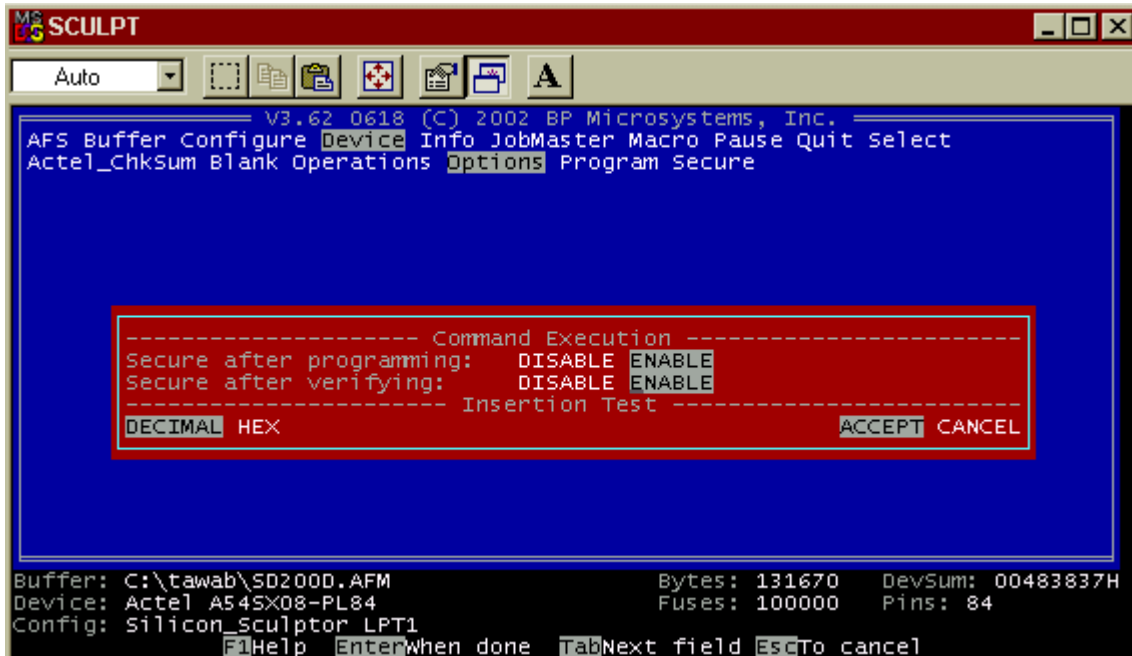 SCULPT
Auto
A
V3.62 0618 (C) 2002 BP Microsystems, Inc.
AFS Buffer Configure Device Info JobMaster Macro Pause Quit Select
Actel_ChkSum Blank Operations Options Program Secure
--------------------- Command Execution ------------------------
Secure after programming: DISABLE ENABLE
Secure after verifying: DISABLE ENABLE
----------------------- Insertion Test -------------------------
DECIMAL HEX ACCEPT CANCEL
Buffer: C:\tawab\SD200D.AFM Bytes: 131670 DevSum: 00483837H
Device: Actel A54SX08-PL84 Fuses: 100000 Pins: 84
Config: Silicon_Sculptor LPT1
F1Help EnterWhen done TabNext field EscTo cancel